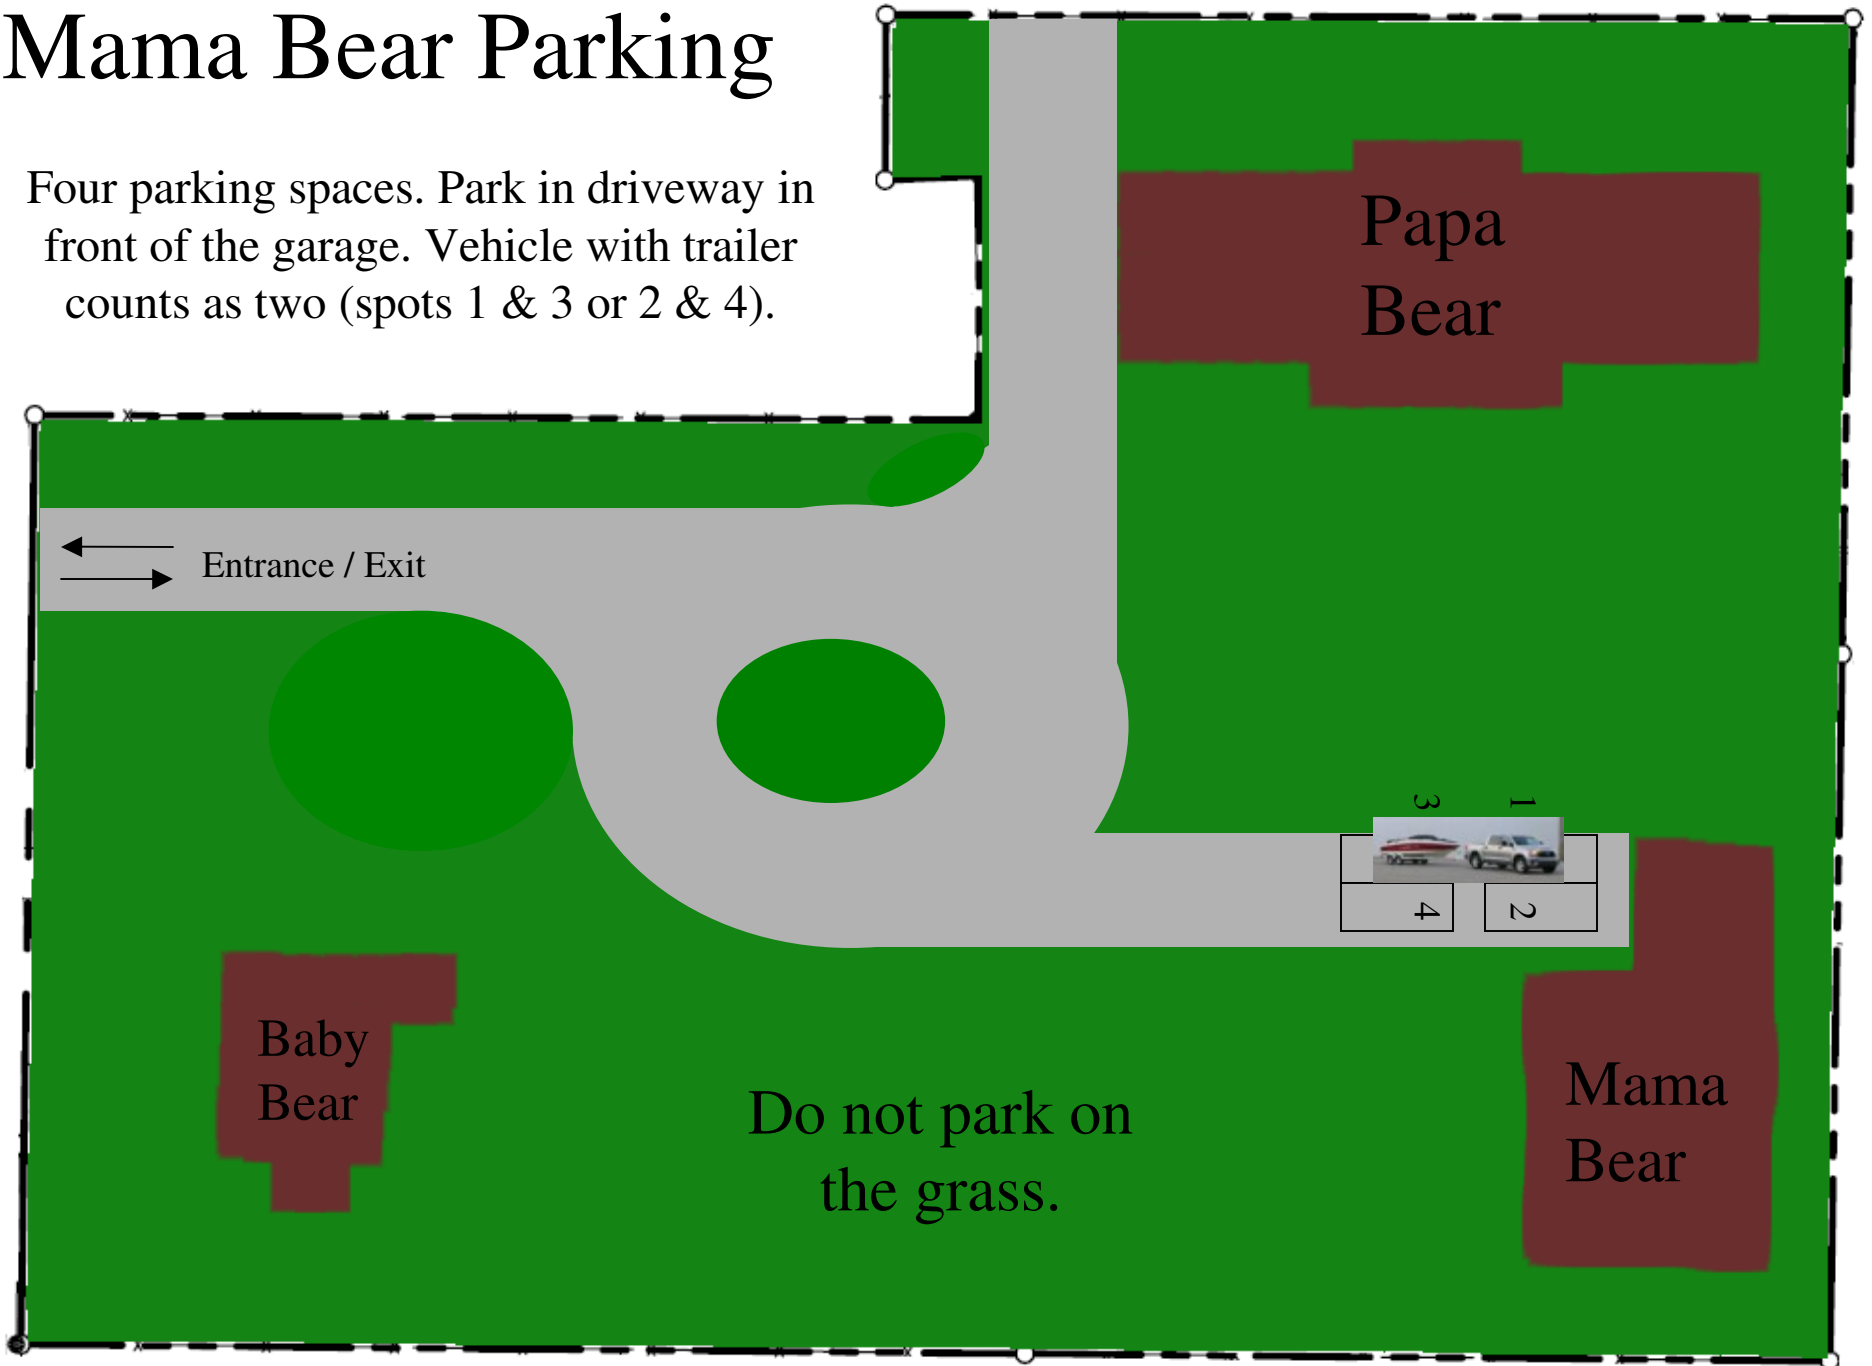 Mama Bear Parking
Four parking spaces. Park in driveway in
front of the garage. Vehicle with trailer
counts as two (spots 1 & 3 or 2 & 4).
Papa
Bear
Entrance / Exit
3 1
4 2
Baby
Bear
Do not park on
the grass.
Mama
Bear